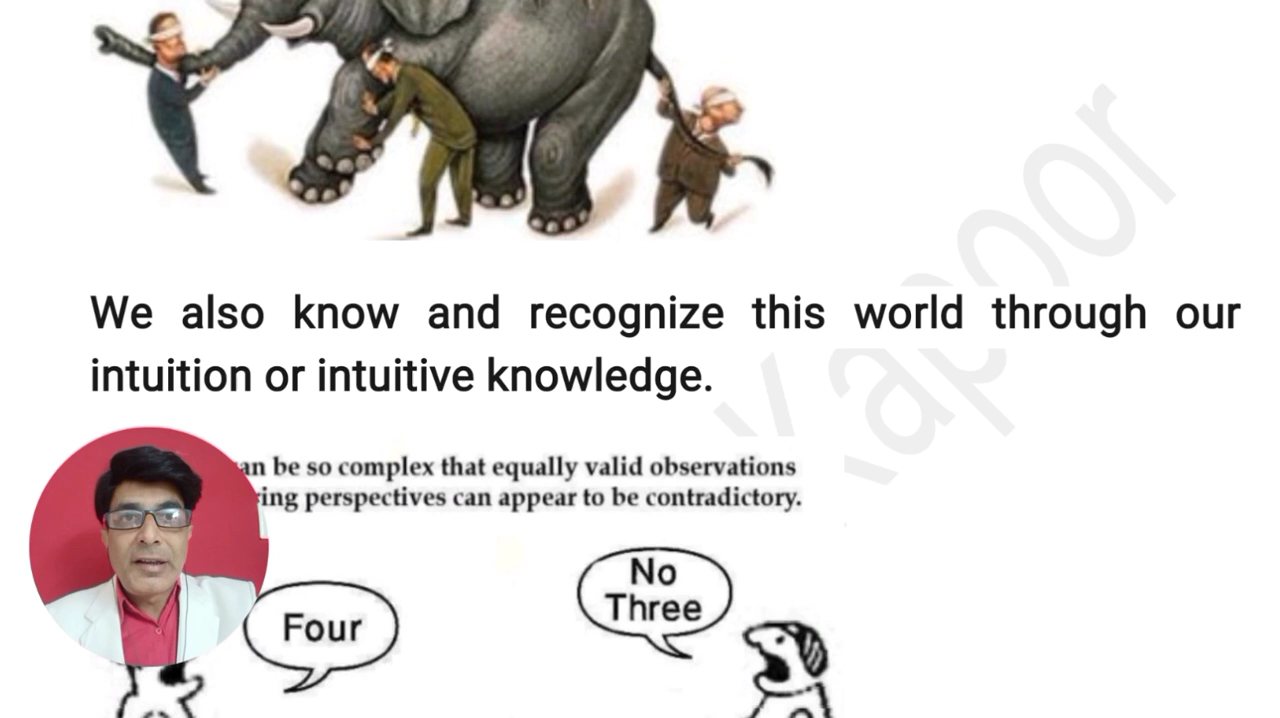 We also know and recognize this world through our
intuition or intuitive knowledge.
be so complex that equally valid observations
perspectives can appear to be contradictory.
No
Three
Four
Kapoor